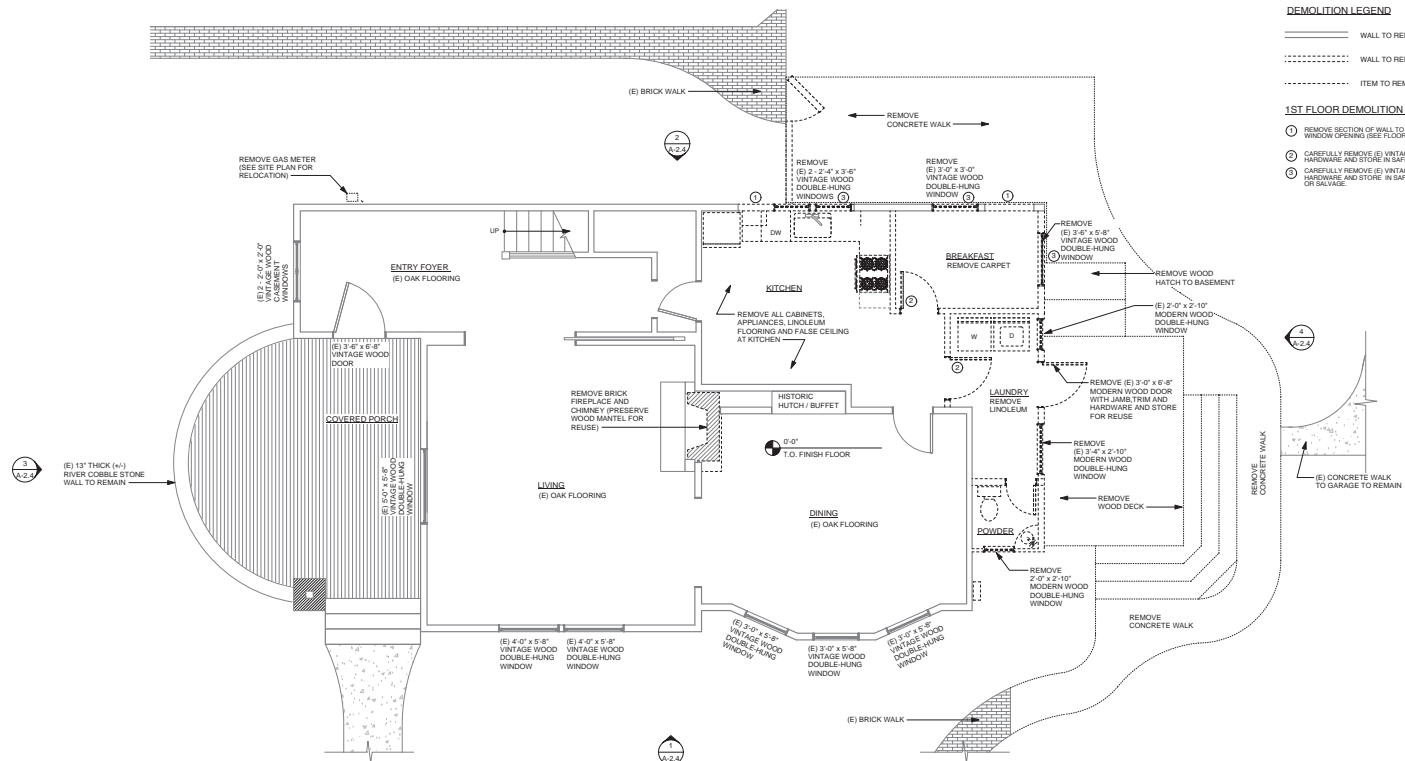 DEMOLITION LEGEND
WALL TO
WALL TO
ITEM TO
1ST FLOOR DEMOLITION
1
REMOVE SECTION OF WALL TO
WINDOW OPENING (SEE
2
CAREFULLY REMOVE (E)
HARDWARE AND STORE IN
3
CAREFULLY REMOVE (E)
HARDWARE AND STORE IN
OR SALVAGE.
(E) BRICK WALK
REMOVE
CONCRETE WALK
2
A-2.4
REMOVE GAS METER
(SEE SITE PLAN FOR
RELOCATION)
REMOVE
(E) 2 - 2'-4" x 3'-6"
VINTAGE WOOD
DOUBLE-HUNG
WINDOWS
REMOVE
(E) 3'-0" x 3'-0"
VINTAGE WOOD
DOUBLE-HUNG
WINDOW
1
3
3
1
REMOVE
(E) 3'-6" x 5'-8"
VINTAGE WOOD
DOUBLE-HUNG
WINDOW
3
UP
DW
(E) 2 - 2'-0" x 2'-0"
VINTAGE WOOD
CASEMENT
WINDOWS
ENTRY FOYER
(E) OAK FLOORING
BREAKFAST
REMOVE CARPET
REMOVE WOOD
HATCH TO BASEMENT
KITCHEN
2
REMOVE ALL CABINETS,
APPLIANCES, LINOLEUM
FLOORING AND FALSE CEILING
AT KITCHEN
(E) 2'-0" x 2'-10"
MODERN WOOD
DOUBLE-HUNG
WINDOW
W
D
4
A-2.4
(E) 3'-6" x 6'-8"
VINTAGE WOOD
DOOR
2
REMOVE (E) 3'-0" x 6'-8"
MODERN WOOD DOOR
WITH JAMB,TRIM AND
HARDWARE AND STORE
FOR REUSE
LAUNDRY
REMOVE
LINOLEUM
REMOVE BRICK
FIREPLACE AND
CHIMNEY (PRESERVE
WOOD MANTEL FOR
REUSE)
HISTORIC
HUTCH / BUFFET
COVERED PORCH
0'-0"
T.O. FINISH FLOOR
REMOVE
(E) 3'-4" x 2'-10"
MODERN WOOD
DOUBLE-HUNG
WINDOW
REMOVE
CONCRETE WALK
3
A-2.4
(E) 13" THICK (+/-)
RIVER COBBLE STONE
WALL TO REMAIN
(E) 5'-0" x 5'-8"
VINTAGE WOOD
DOUBLE-HUNG
WINDOW
(E) CONCRETE WALK
TO GARAGE TO REMAIN
LIVING
(E) OAK FLOORING
REMOVE
WOOD DECK
DINING
(E) OAK FLOORING
POWDER
REMOVE
2'-0" x 2'-10"
MODERN WOOD
DOUBLE-HUNG
WINDOW
REMOVE
CONCRETE WALK
(E) 4'-0" x 5'-8"
VINTAGE WOOD
DOUBLE-HUNG
WINDOW
(E) 4'-0" x 5'-8"
VINTAGE WOOD
DOUBLE-HUNG
WINDOW
(E) 3'-0" x 5'-8"
VINTAGE WOOD
DOUBLE-HUNG
WINDOW
(E) 3'-0" x 5'-8"
VINTAGE WOOD
DOUBLE-HUNG
WINDOW
(E) 3'-0" x 5'-8"
VINTAGE WOOD
DOUBLE-HUNG
WINDOW
(E) BRICK WALK
1
A-2.4